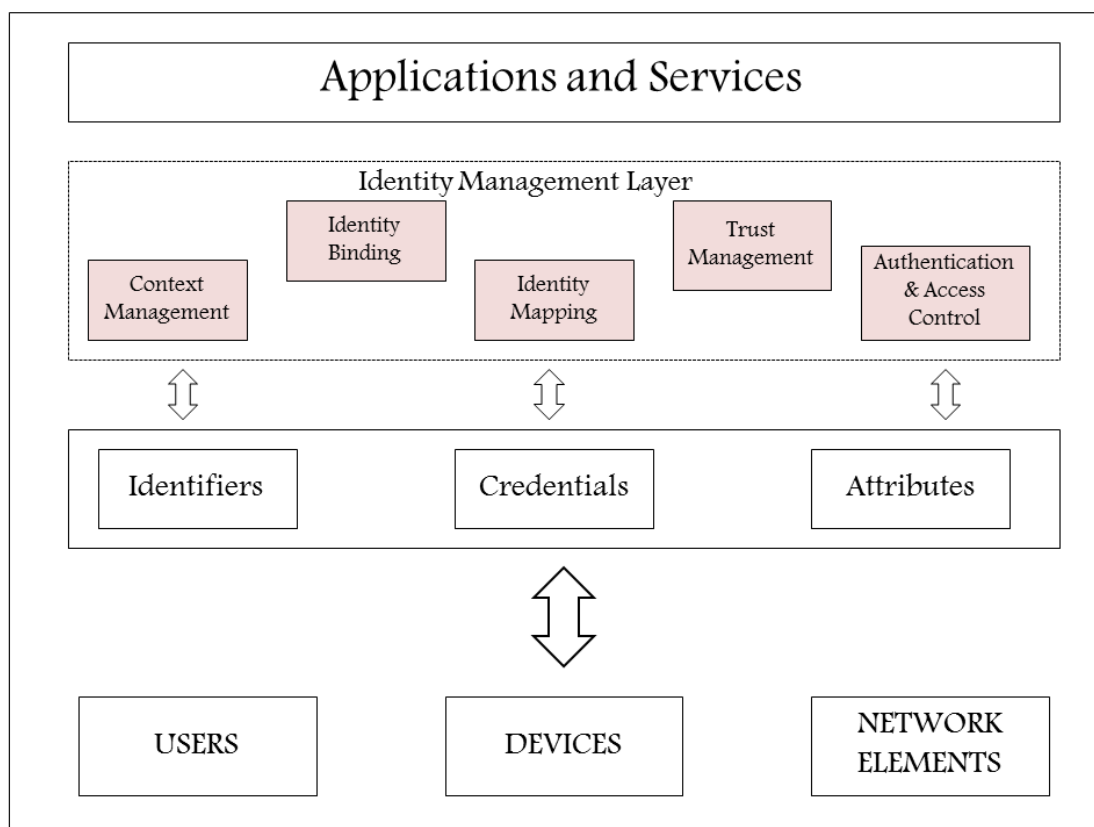 Applications and Services
Identity Management Layer
Identity
Binding
Trust
Management
Context
Management
Identity
Mapping
Authentication
& Access
Control
Identifiers
Credentials
Attributes
USERS
DEVICES
NETWORK
ELEMENTS